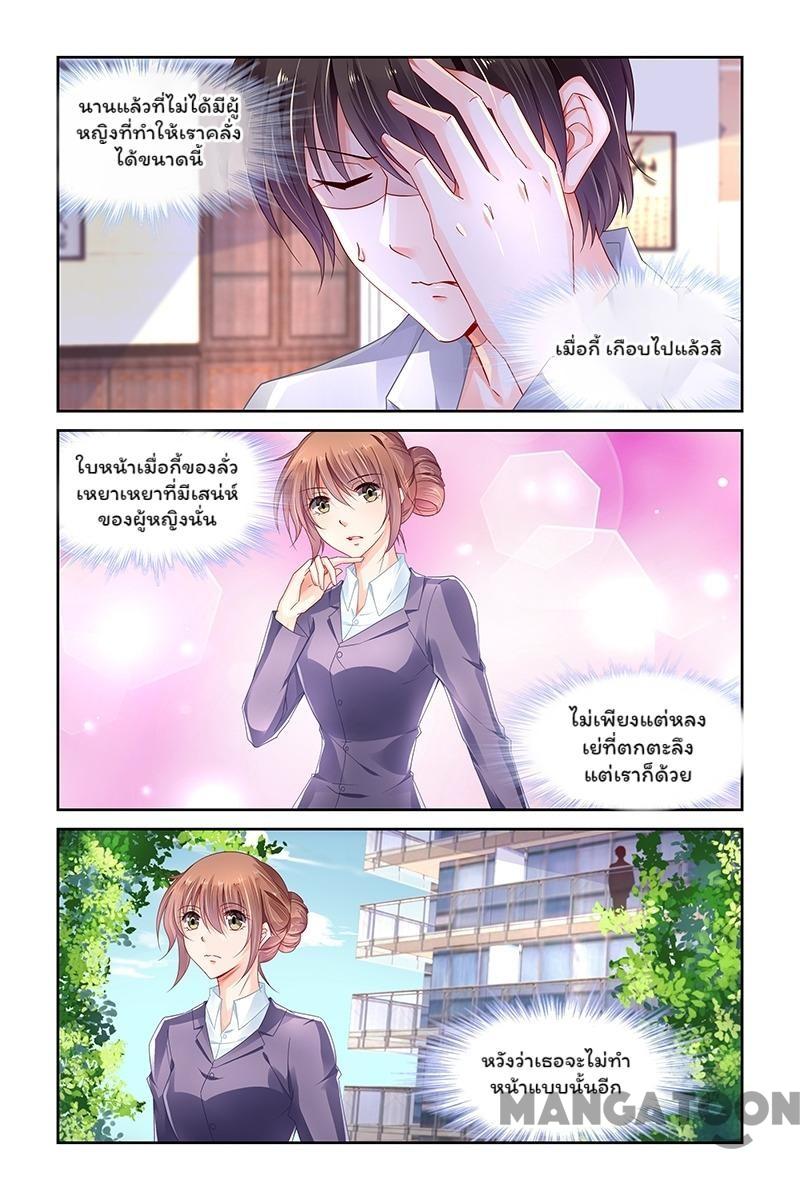 นานแล้วที่ไม่ได้มีผู้
หญิงที่ทำให้เราคลั่ง
ได้ขนาดนี้
เมื่อกี้ เกือบไปแล้วสิ
ใบหน้าเมื่อกี้ของลั่ว
เหยาเหยาที่มีเสน่ห์
ของผู้หญิงนั่น
ไม่เพียงแต่หลง
เย่ที่ตกตะลึง
แต่เราก็ด้วย
หวังว่าเธอจะไม่ทำ
หน้าแบบนั้นอีก
MANGATOON